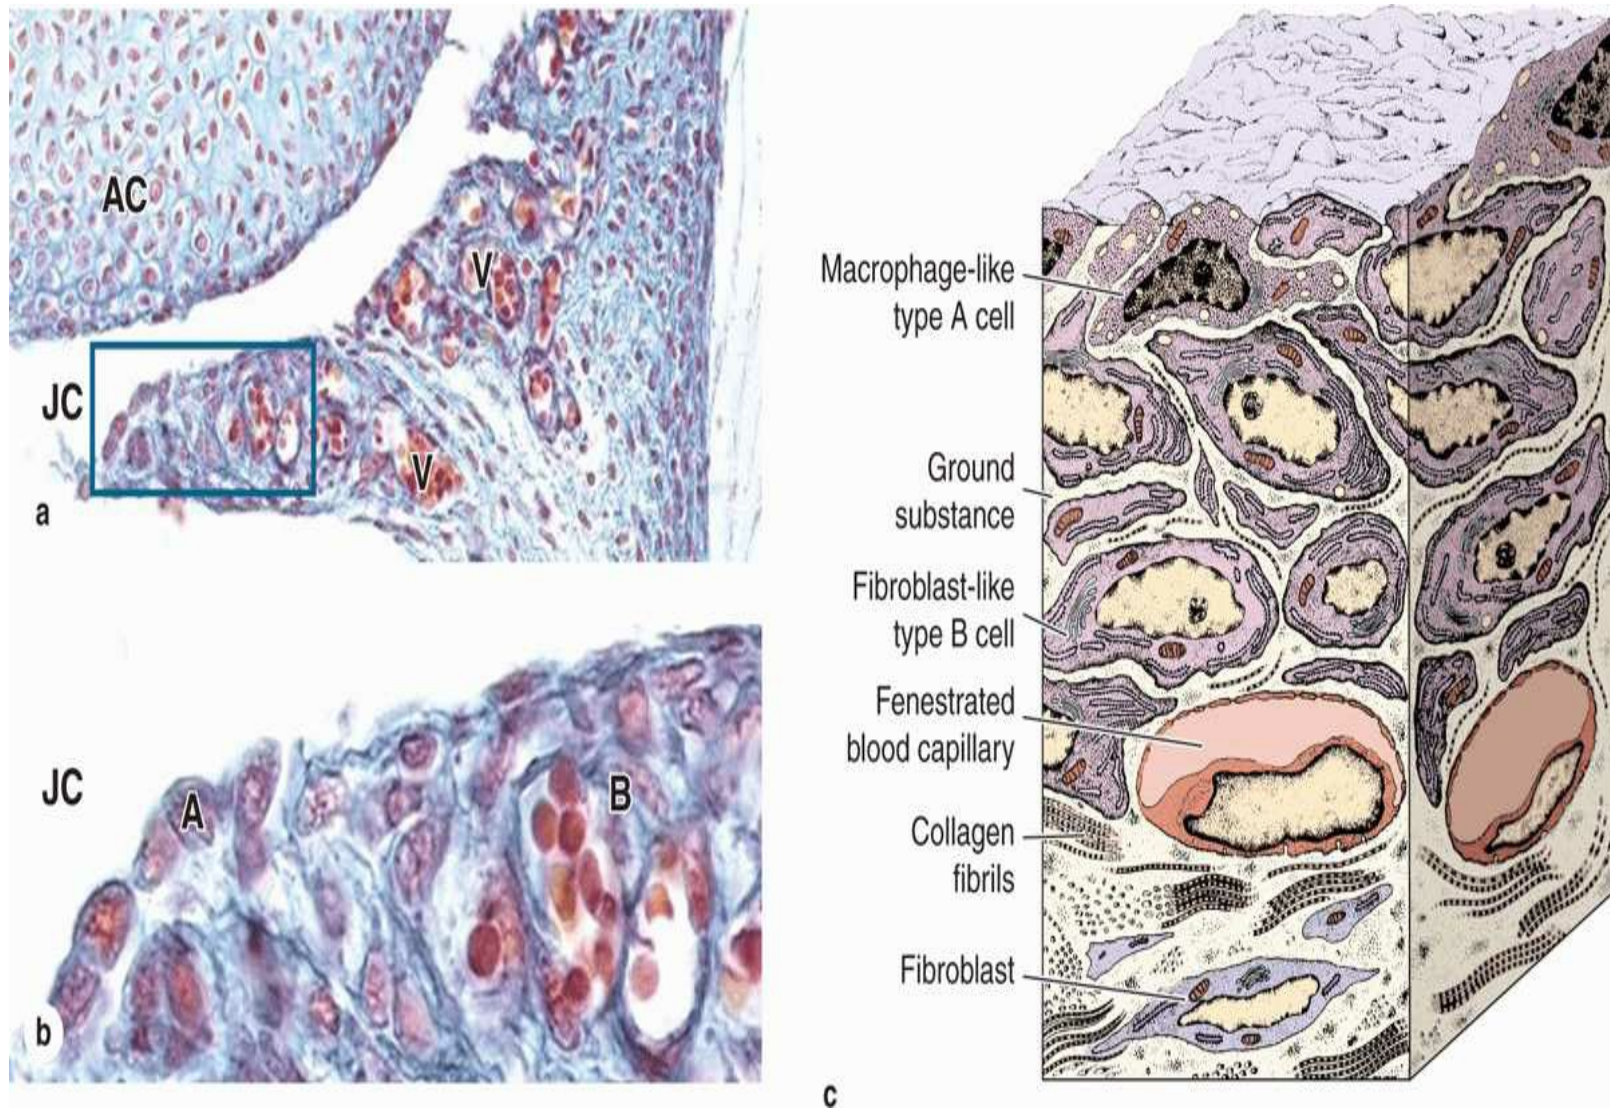 AC
V
JC
V
a
JC
A
B
b
Macrophage-like
type A cell
Ground
substance
Fibroblast-like
type B cell
Fenestrated
blood capillary
Collagen
fibrils
Fibroblast
c